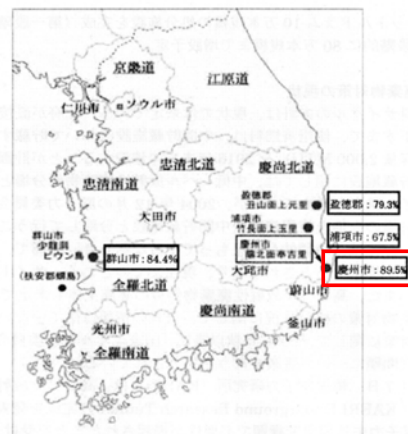 京畿道
江原道
仁川市
ソウル市
忠清北道
慶尚北道
忠清南道
盈徳郡
丑山面上元里
盈徳郡：79.3%
大田市
浦項市
竹長面上玉里
浦項市：67.5%
群山市
ビウン島
群山市：84.4%
慶州市
陽北面奉吉里
慶州市：89.5%
(扶安郡蝟島)
大邱市
全羅北道
蔚山市
慶尚南道
釜山市
光州市
全羅南道